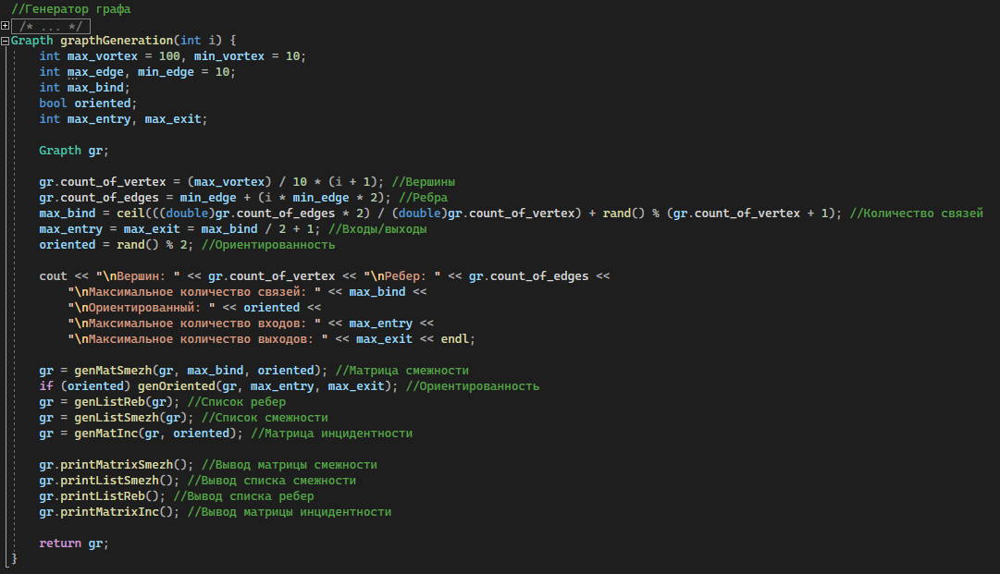 //Генератор графа
/* ... */
Grapth grapthGeneration(int i) {
int max_vortex = 100, min_vortex = 10;
int max_edge, min_edge = 10;
int max_bind;
bool oriented;
int max_entry, max_exit;
Grapth gr;
gr.count_of_vertex = (max_vortex) / 10 * (i + 1); //Вершины
gr.count_of_edges = min_edge + (i * min_edge * 2); //Ребра
max_bind = ceil(((double)gr.count_of_edges * 2) / (double)gr.count_of_vertex) + rand() % (gr.count_of_vertex + 1); //Количество связей
max_entry = max_exit = max_bind / 2 + 1; //Входы/выходы
oriented = rand() % 2; //Ориентированность
cout << "\nВершин: " << gr.count_of_vertex << "\nРебер: " << gr.count_of_edges <<
"\nМаксимальное количество связей: " << max_bind <<
"\nОриентированный: " << oriented <<
"\nМаксимальное количество входов: " << max_entry <<
"\nМаксимальное количество выходов: " << max_exit << endl;
gr = genMatSmezh(gr, max_bind, oriented); //Матрица смежности
if (oriented) genOriented(gr, max_entry, max_exit); //Ориентированность
gr = genListReb(gr); //Список ребер
gr = genListSmezh(gr); //Список смежности
gr = genMatInc(gr, oriented); //Матрица инцидентности
gr.printMatrixSmezh(); //Вывод матрицы смежности
gr.printListSmezh(); //Вывод списка смежности
gr.printListReb(); //Вывод списка ребер
gr.printMatrixInc(); //Вывод матрицы инцидентности
return gr;
}